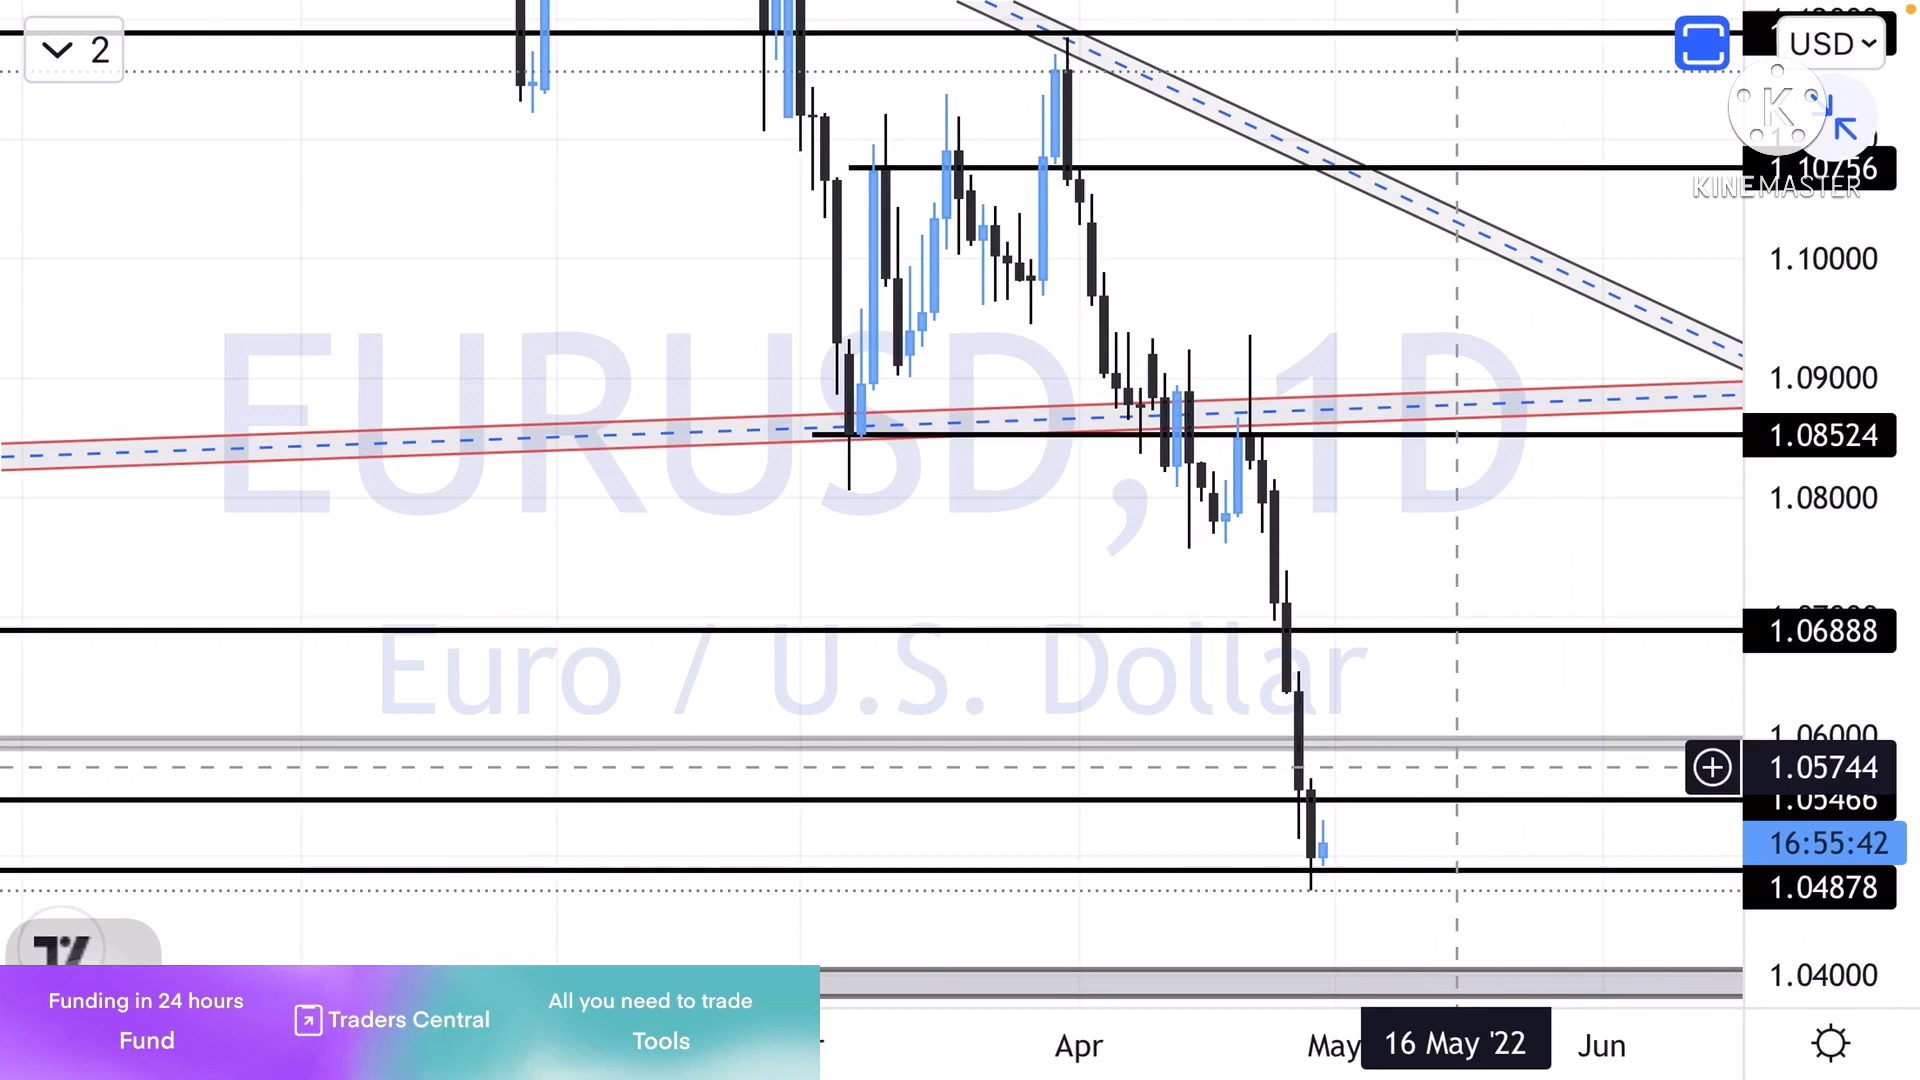 2
USD
1.10756
KINEMASTER
1.10000
1.09000
EURUSD, 1D
1.08524
1.08000
Euro / U.S. Dollar
1.06888
1.06000
1.05744
1.05466
16:55:42
1.04878
1.04000
Funding in 24 hours
Fund
Traders Central
All you need to trade
Tools
Apr
May
16 May '22
Jun